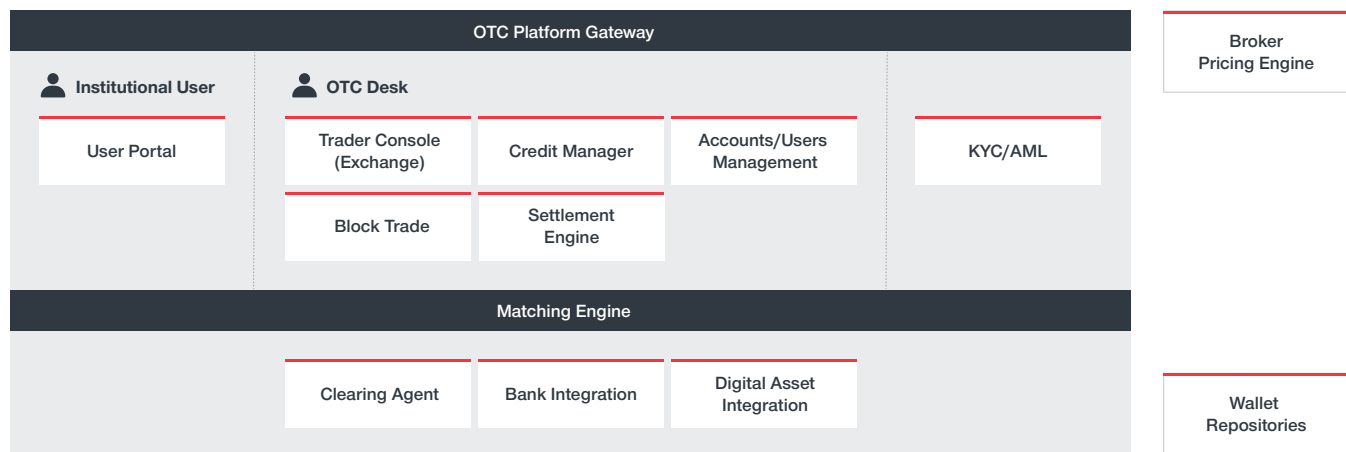 OTC Platform Gateway
Broker
Pricing Engine
Institutional User
OTC Desk
User Portal
Trader Console
(Exchange)
Credit Manager
Accounts/Users
Management
KYC/AML
Block Trade
Settlement
Engine
Matching Engine
Clearing Agent
Bank Integration
Digital Asset
Integration
Wallet
Repositories